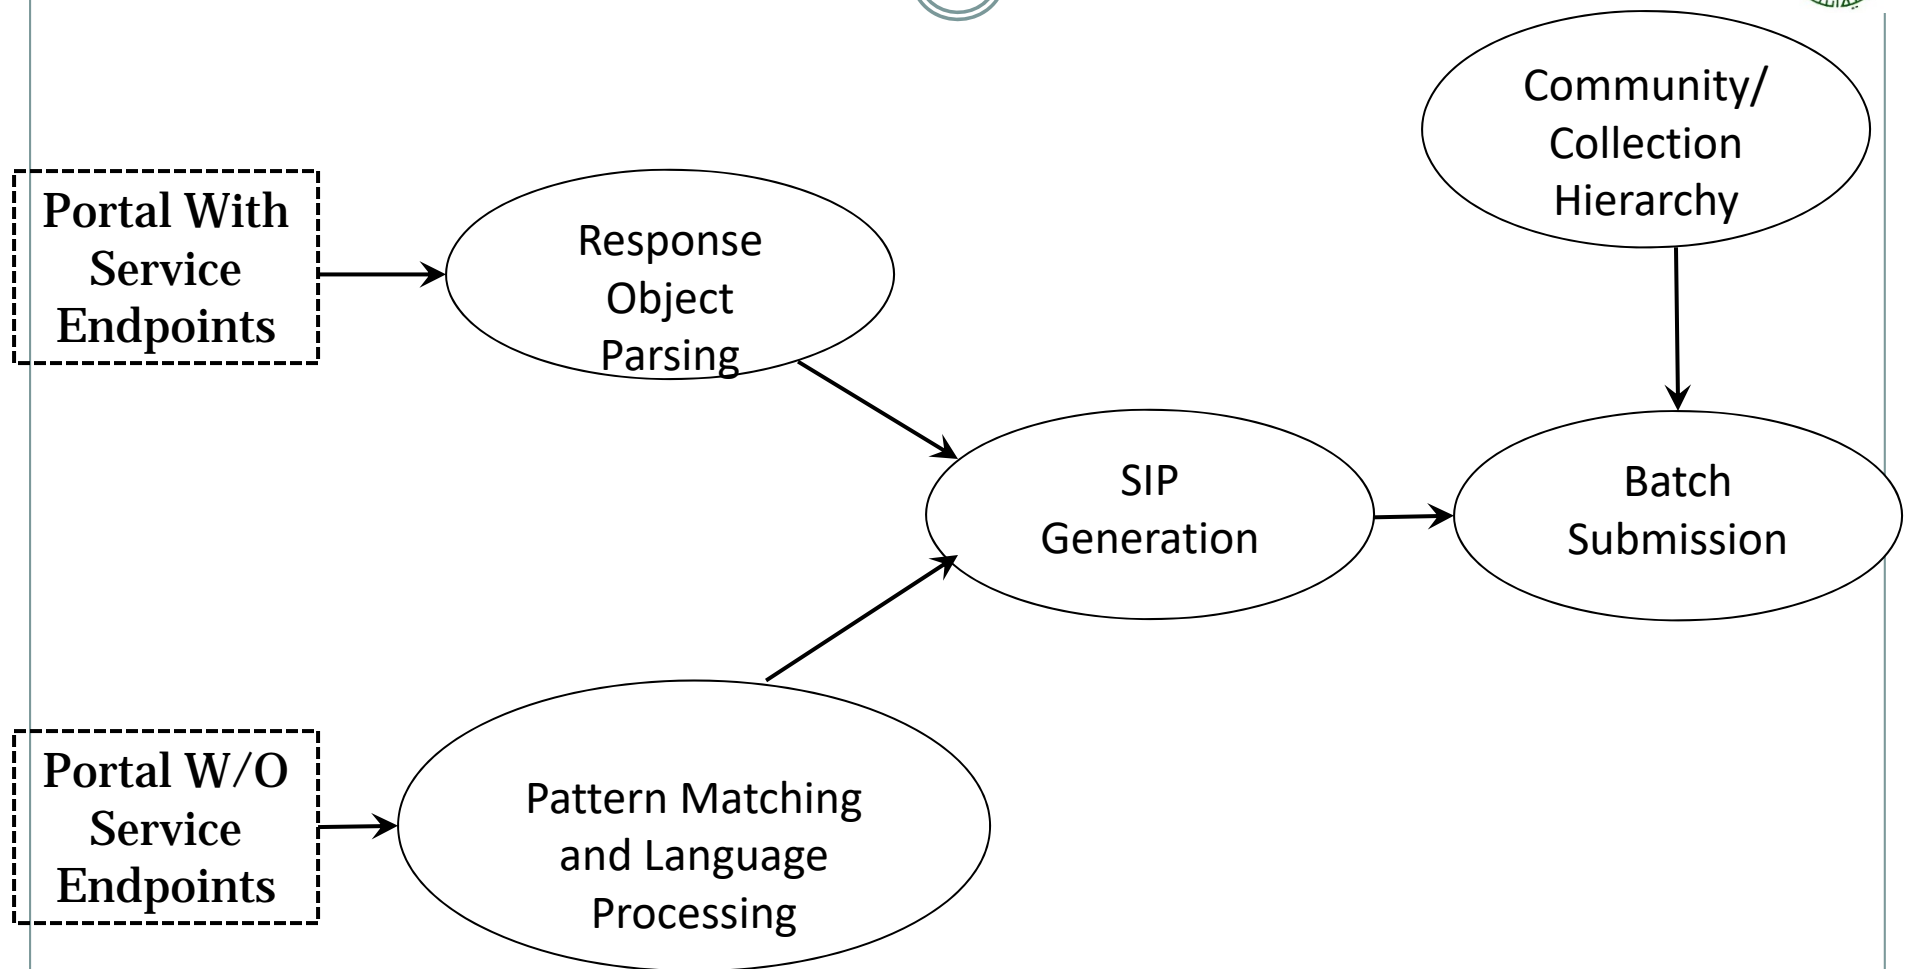 Community/
Collection
Hierarchy
Portal With
Service
Endpoints
Response
Object
Parsing
SIP
Generation
Batch
Submission
Portal W/O
Service
Endpoints
Pattern Matching
and Language
Processing